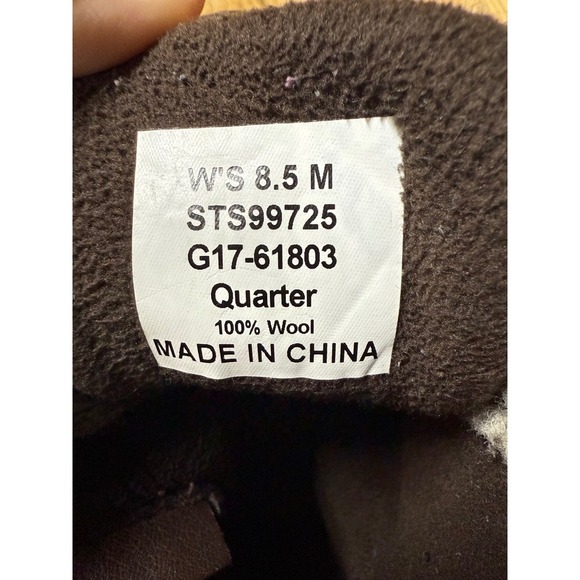 W'S 8.5 M
STS99725
G17-61803
Quarter
100% Wool
MADE IN CHINA